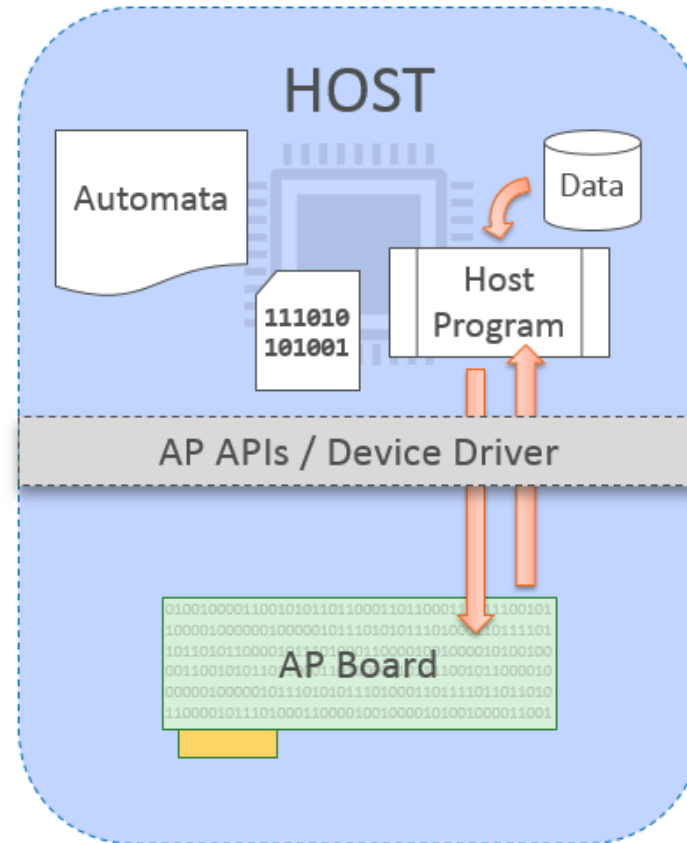 HOST
Automata
Data
Host
Program
111010
101001
AP APIs / Device Driver
AP Board